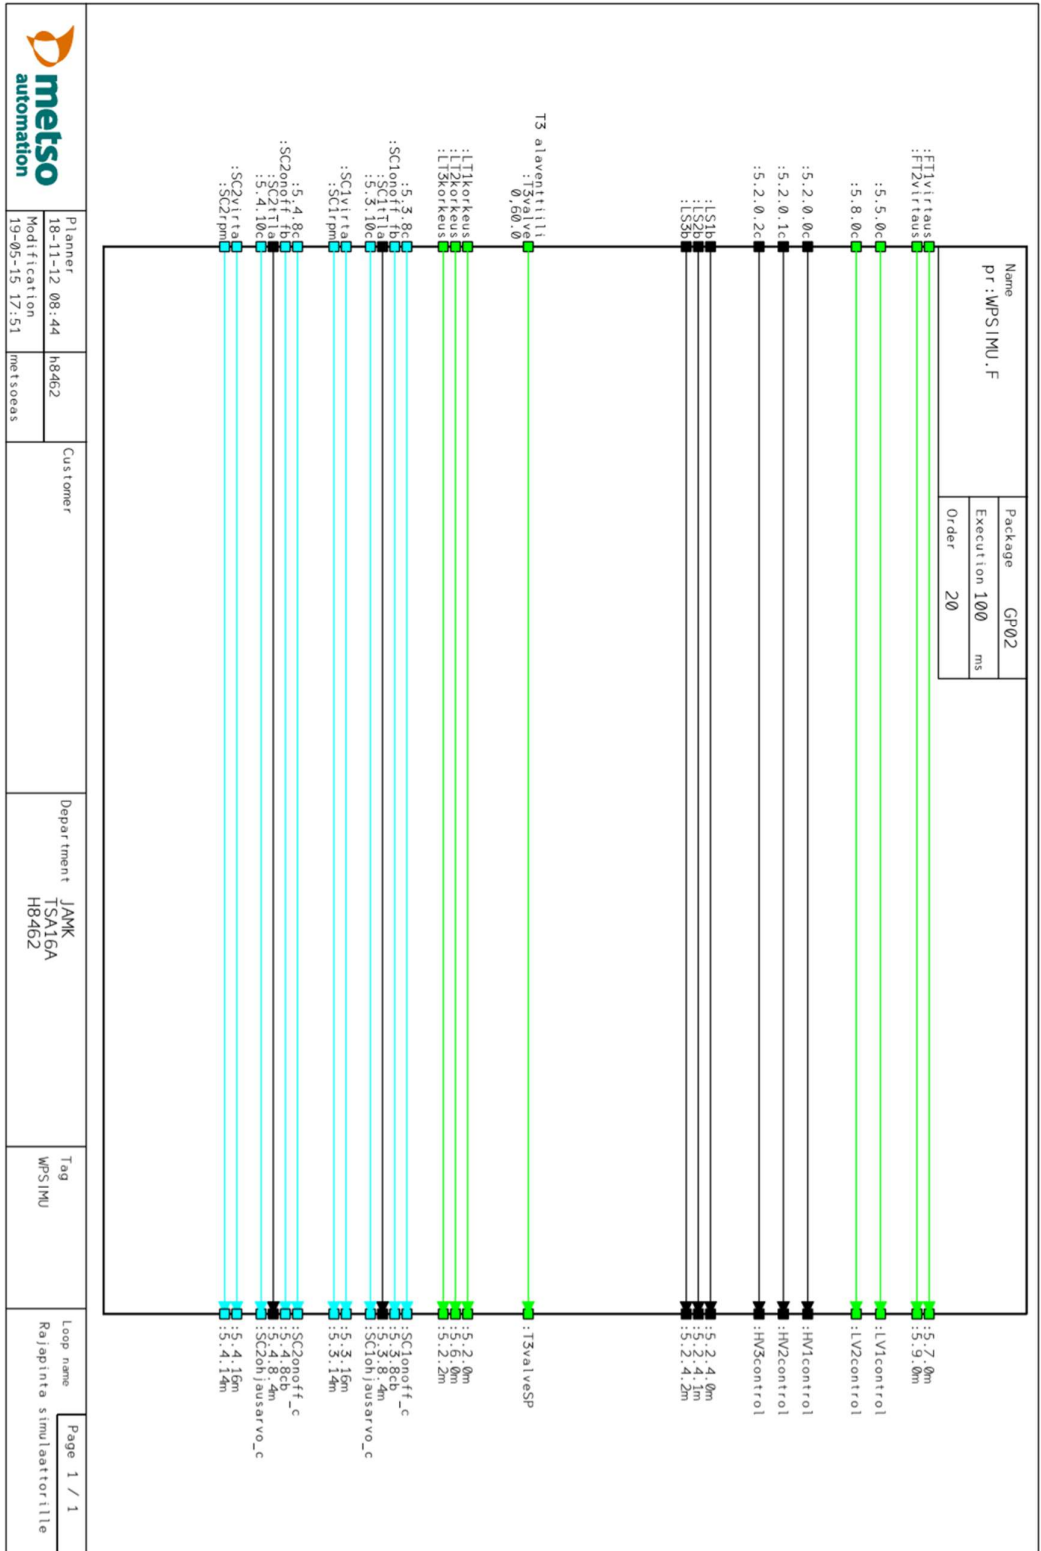 Name
pr:WPSIMU.F
Package GP02
Execution 100 ms
Order 20
:FT1virtaus
:FT2virtaus
:5.5.0c
:5.8.0c
:5.2.0.0c
:5.2.0.1c
:5.2.0.2c
:LS1b
:LS2b
:LS3b
T3 alaventtiili
:T3valve
0,60.0
:LT1korkeus
:LT2korkeus
:LT3korkeus
:5.3.8c
:SC1onoff_fb
:SC1tila
:5.3.10c
:SC1virta
:SC1rpm
:5.4.8c
:SC2onoff_fb
:SC2tila
:5.4.10c
:SC2virta
:SC2rpm
:5.7.0m
:5.9.0m
:LV1control
:LV2control
:HV1control
:HV2control
:HV3control
:5.2.4.0m
:5.2.4.1m
:5.2.4.2m
:T3valveSP
:5.2.0m
:5.6.0m
:5.2.2m
:SC1onoff_c
:5.3.8cb
:5.3.8.4m
:SC1ohjausarvo_c
:5.3.16m
:5.3.14m
:SC2onoff_c
:5.4.8cb
:5.4.8.4m
:SC2ohjausarvo_c
:5.4.16m
:5.4.14m
metso
automation
Planner
18-11-12 08:44 h8462
Modification
19-05-15 17:51 metsoeas
Customer
Department JAMK
TSA16A
H8462
Tag
WPSIMU
Loop name
Rajapinta simulaattorille
Page 1 / 1